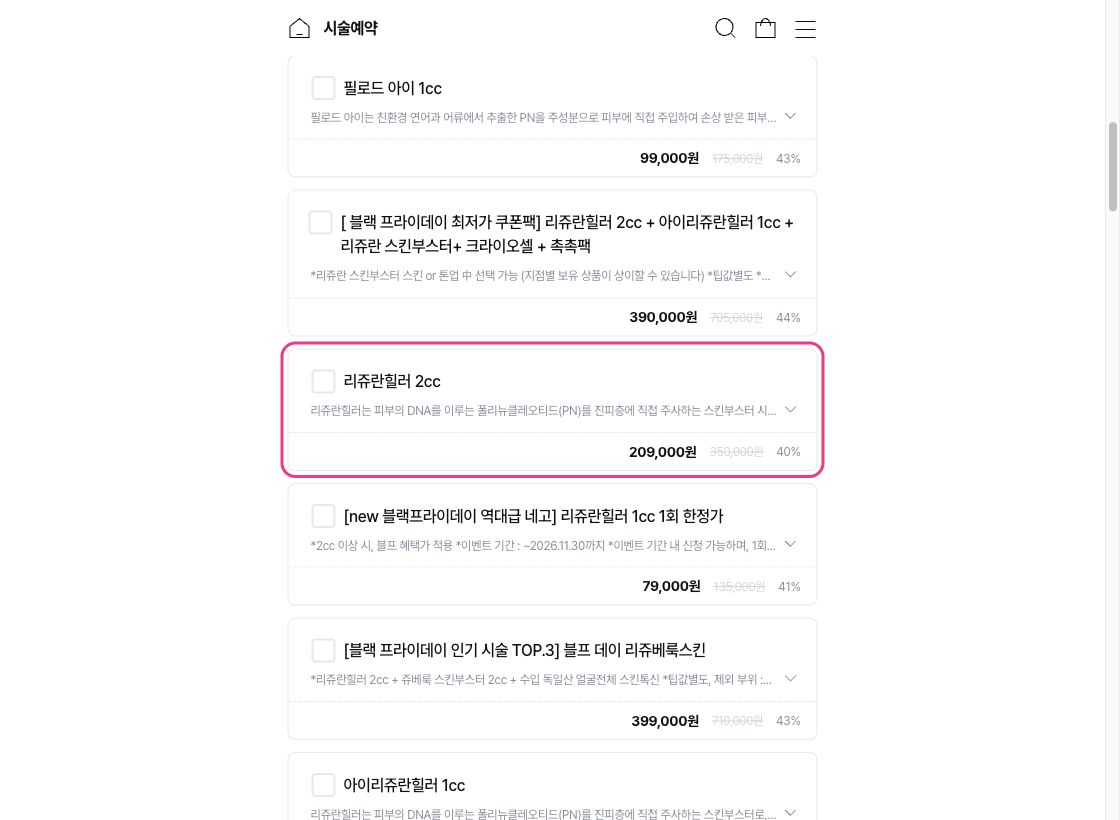 시술예약
필로드 아이 1cc
필로드 아이는 친환경 연어과 어류에서 추출한 PN을 주성분으로 피부에 직접 주입하여 손상 받은 피부...
99,000원 175,000원 43%
[ 블랙 프라이데이 최저가 쿠폰팩] 리쥬란힐러 2cc + 아이리쥬란힐러 1cc +
리쥬란 스킨부스터+ 크라이오셀 + 촉촉팩
*리쥬란 스킨부스터 스킨 or 톤업 中 선택 가능 (지점별 보유 상품이 상이할 수 있습니다) *팁값별도 *...
390,000원 705,000원 44%
리쥬란힐러 2cc
리쥬란힐러는 피부의 DNA를 이루는 폴리뉴클레오티드(PN)를 진피층에 직접 주사하는 스킨부스터 시...
209,000원 350,000원 40%
[new 블랙프라이데이 역대급 네고] 리쥬란힐러 1cc 1회 한정가
*2cc 이상 시, 블프 혜택가 적용 *이벤트 기간 : ~2026.11.30까지 *이벤트 기간 내 신청 가능하며, 1회...
79,000원 135,000원 41%
[블랙 프라이데이 인기 시술 TOP.3] 블프 데이 리쥬베룩스킨
*리쥬란힐러 2cc + 쥬베룩 스킨부스터 2cc + 수입 독일산 얼굴전체 스킨톡신 *팁값별도, 제외 부위 :...
399,000원 710,000원 43%
아이리쥬란힐러 1cc
리쥬란힐러는 피부의 DNA를 이루는 폴리뉴클레오티드(PN)를 진피층에 직접 주사하는 스킨부스터로,...